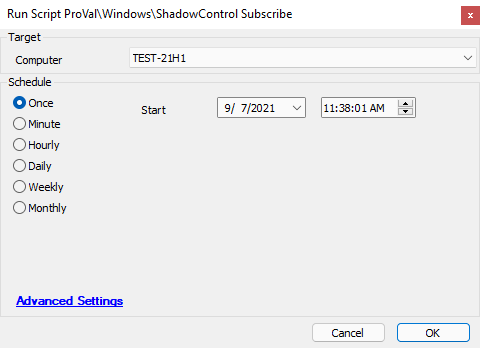 Run Script ProVal\Windows\ShadowControl Subscribe
x
Target
Computer
TEST-21H1
Schedule
Once
Start
9/ 7/2021
11:38:01 AM
Minute
Hourly
Daily
Weekly
Monthly
Advanced Settings
Cancel
OK